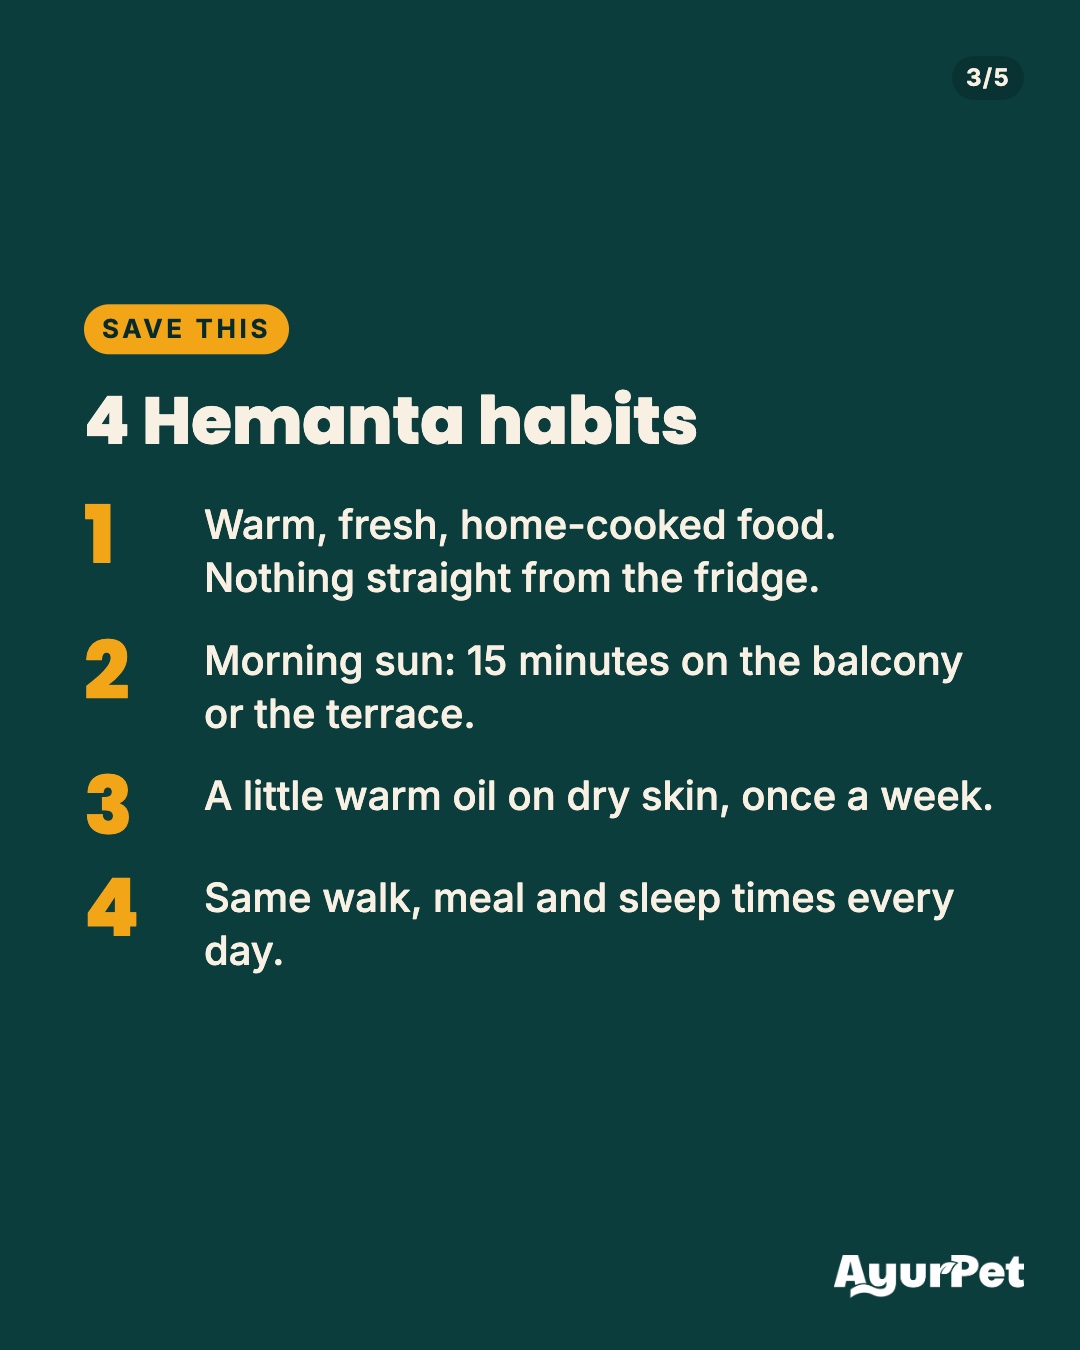 3/5
SAVE THIS
4 Hemanta habits
1 Warm, fresh, home-cooked food.
Nothing straight from the fridge.
2 Morning sun: 15 minutes on the balcony
or the terrace.
3 A little warm oil on dry skin, once a week.
4 Same walk, meal and sleep times every
day.
AyurPet